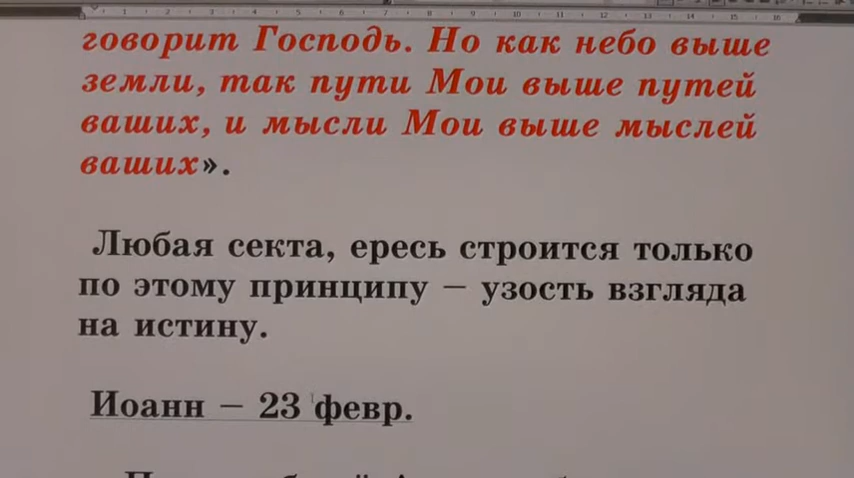 говорит Господь. Но как небо выше
земли, так пути Мои выше путей
ваших, и мысли Мои выше мыслей
ваших».
Любая секта, ересь строится только
по этому принципу – узость взгляда
на истину.
Иоанн – 23 февр.